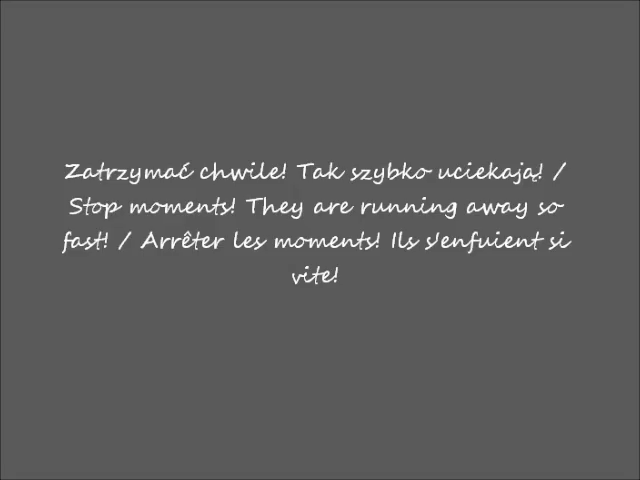 Zatrzymać chwile! Tak szybko uciekają! /
Stop moments! They are running away so
fast! / Arrêter les moments! Ils s'enfuient si
vite!